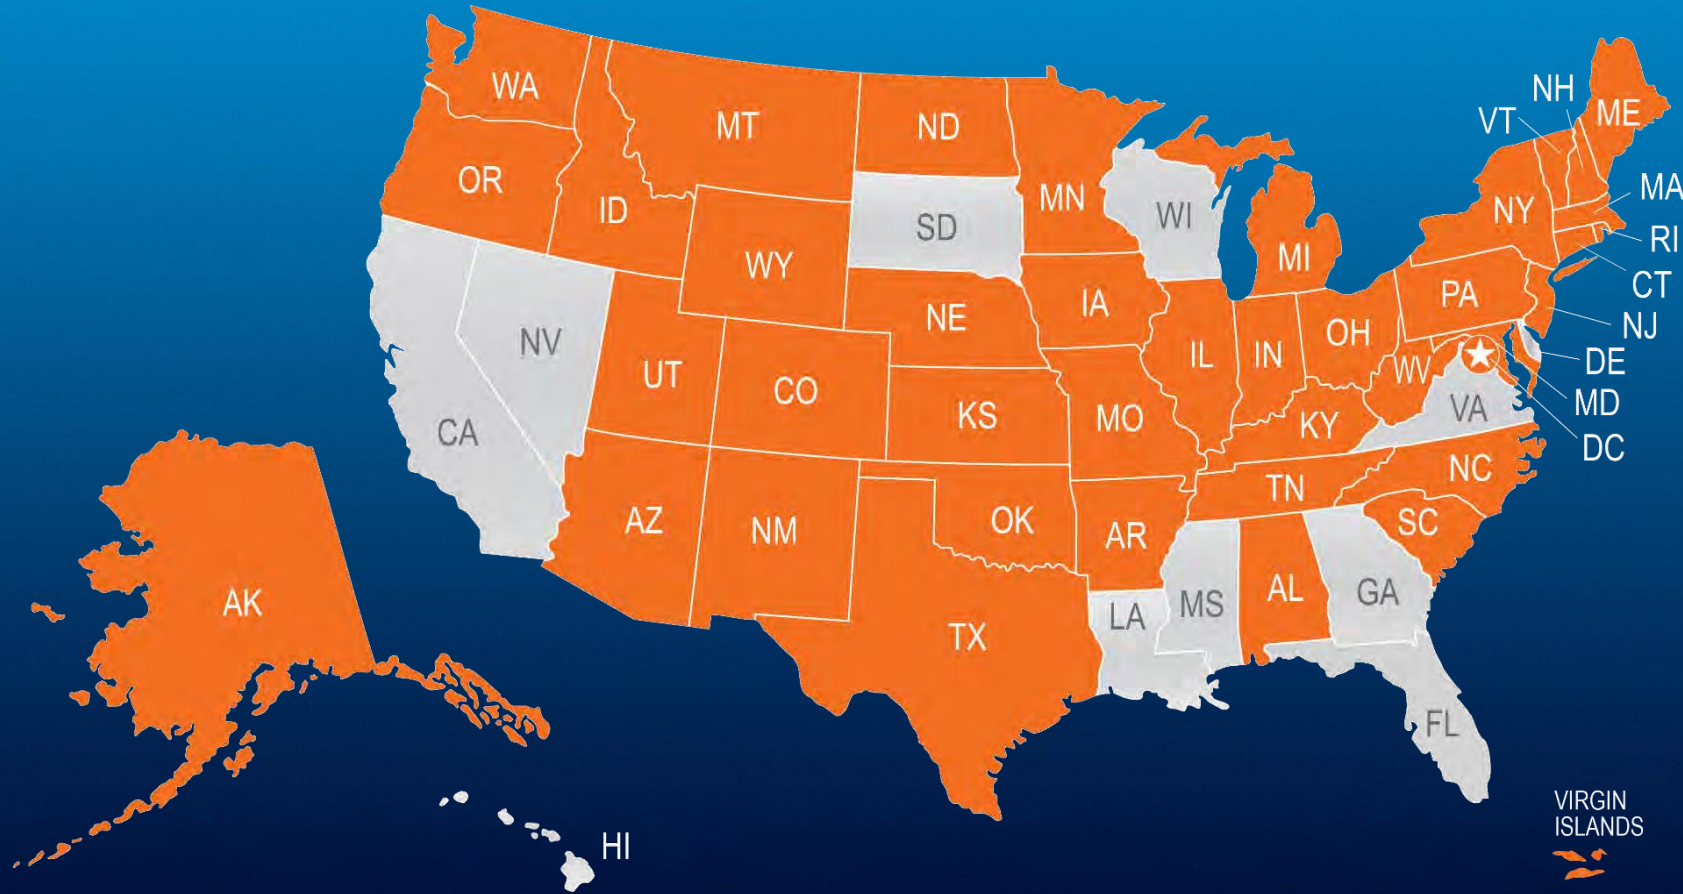 WA
MT
ND
MN
OR
ID
SD
WI
WY
NH
VT
ME
MA
NY
RI
MI
CT
PA
NJ
NE
IA
IL
IN
OH
DE
WV
MD
NV
UT
CO
KS
MO
KY
VA
DC
CA
AZ
NM
OK
AR
TN
NC
SC
AK
TX
LA
MS
AL
GA
FL
HI
VIRGIN
ISLANDS